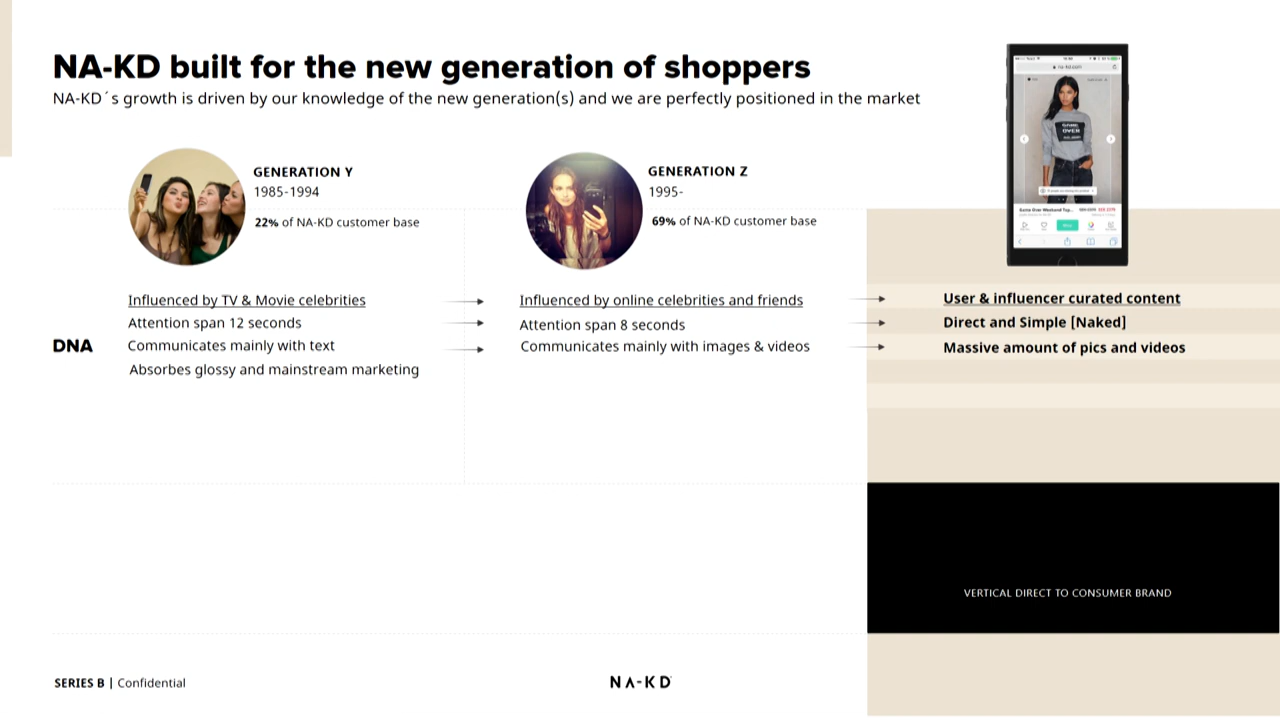 NA-KD built for the new generation of shoppers
NA-KD´s growth is driven by our knowledge of the new generation(s) and we are perfectly positioned in the market
GENERATION Y
1985-1994
22% of NA-KD customer base
GENERATION Z
1995-
69% of NA-KD customer base
na-kd.com
OVER
DNA
Influenced by TV & Movie celebrities
Attention span 12 seconds
Communicates mainly with text
Absorbes glossy and mainstream marketing
Influenced by online celebrities and friends
Attention span 8 seconds
Communicates mainly with images & videos
User & influencer curated content
Direct and Simple [Naked]
Massive amount of pics and videos
VERTICAL DIRECT TO CONSUMER BRAND
SERIES B | Confidential
NA-KD